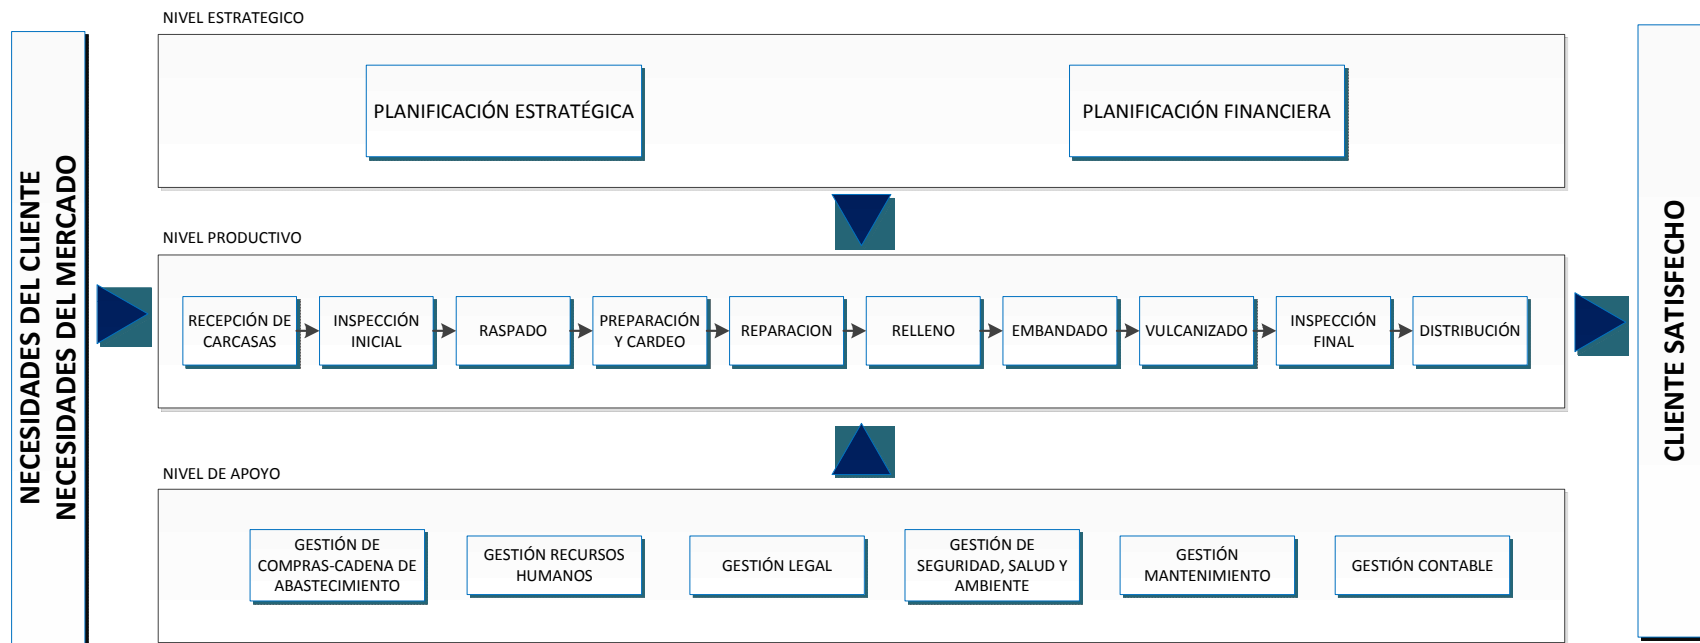 NIVEL ESTRATEGICO
NECESIDADES DEL CLIENTE
NECESIDADES DEL MERCADO
PLANIFICACIÓN ESTRATÉGICA
PLANIFICACIÓN FINANCIERA
NIVEL PRODUCTIVO
RECEPCIÓN DE
CARCASAS
INSPECCIÓN
INICIAL
RASPADO
PREPARACIÓN
Y CARDEO
REPARACION
RELLENO
EMBANDADO
VULCANIZADO
INSPECCIÓN
FINAL
DISTRIBUCIÓN
NIVEL DE APOYO
GESTIÓN DE
COMPRAS-CADENA DE
ABASTECIMIENTO
GESTIÓN RECURSOS
HUMANOS
GESTIÓN LEGAL
GESTIÓN DE
SEGURIDAD, SALUD Y
AMBIENTE
GESTIÓN
MANTENIMIENTO
GESTIÓN CONTABLE
CLIENTE SATISFECHO